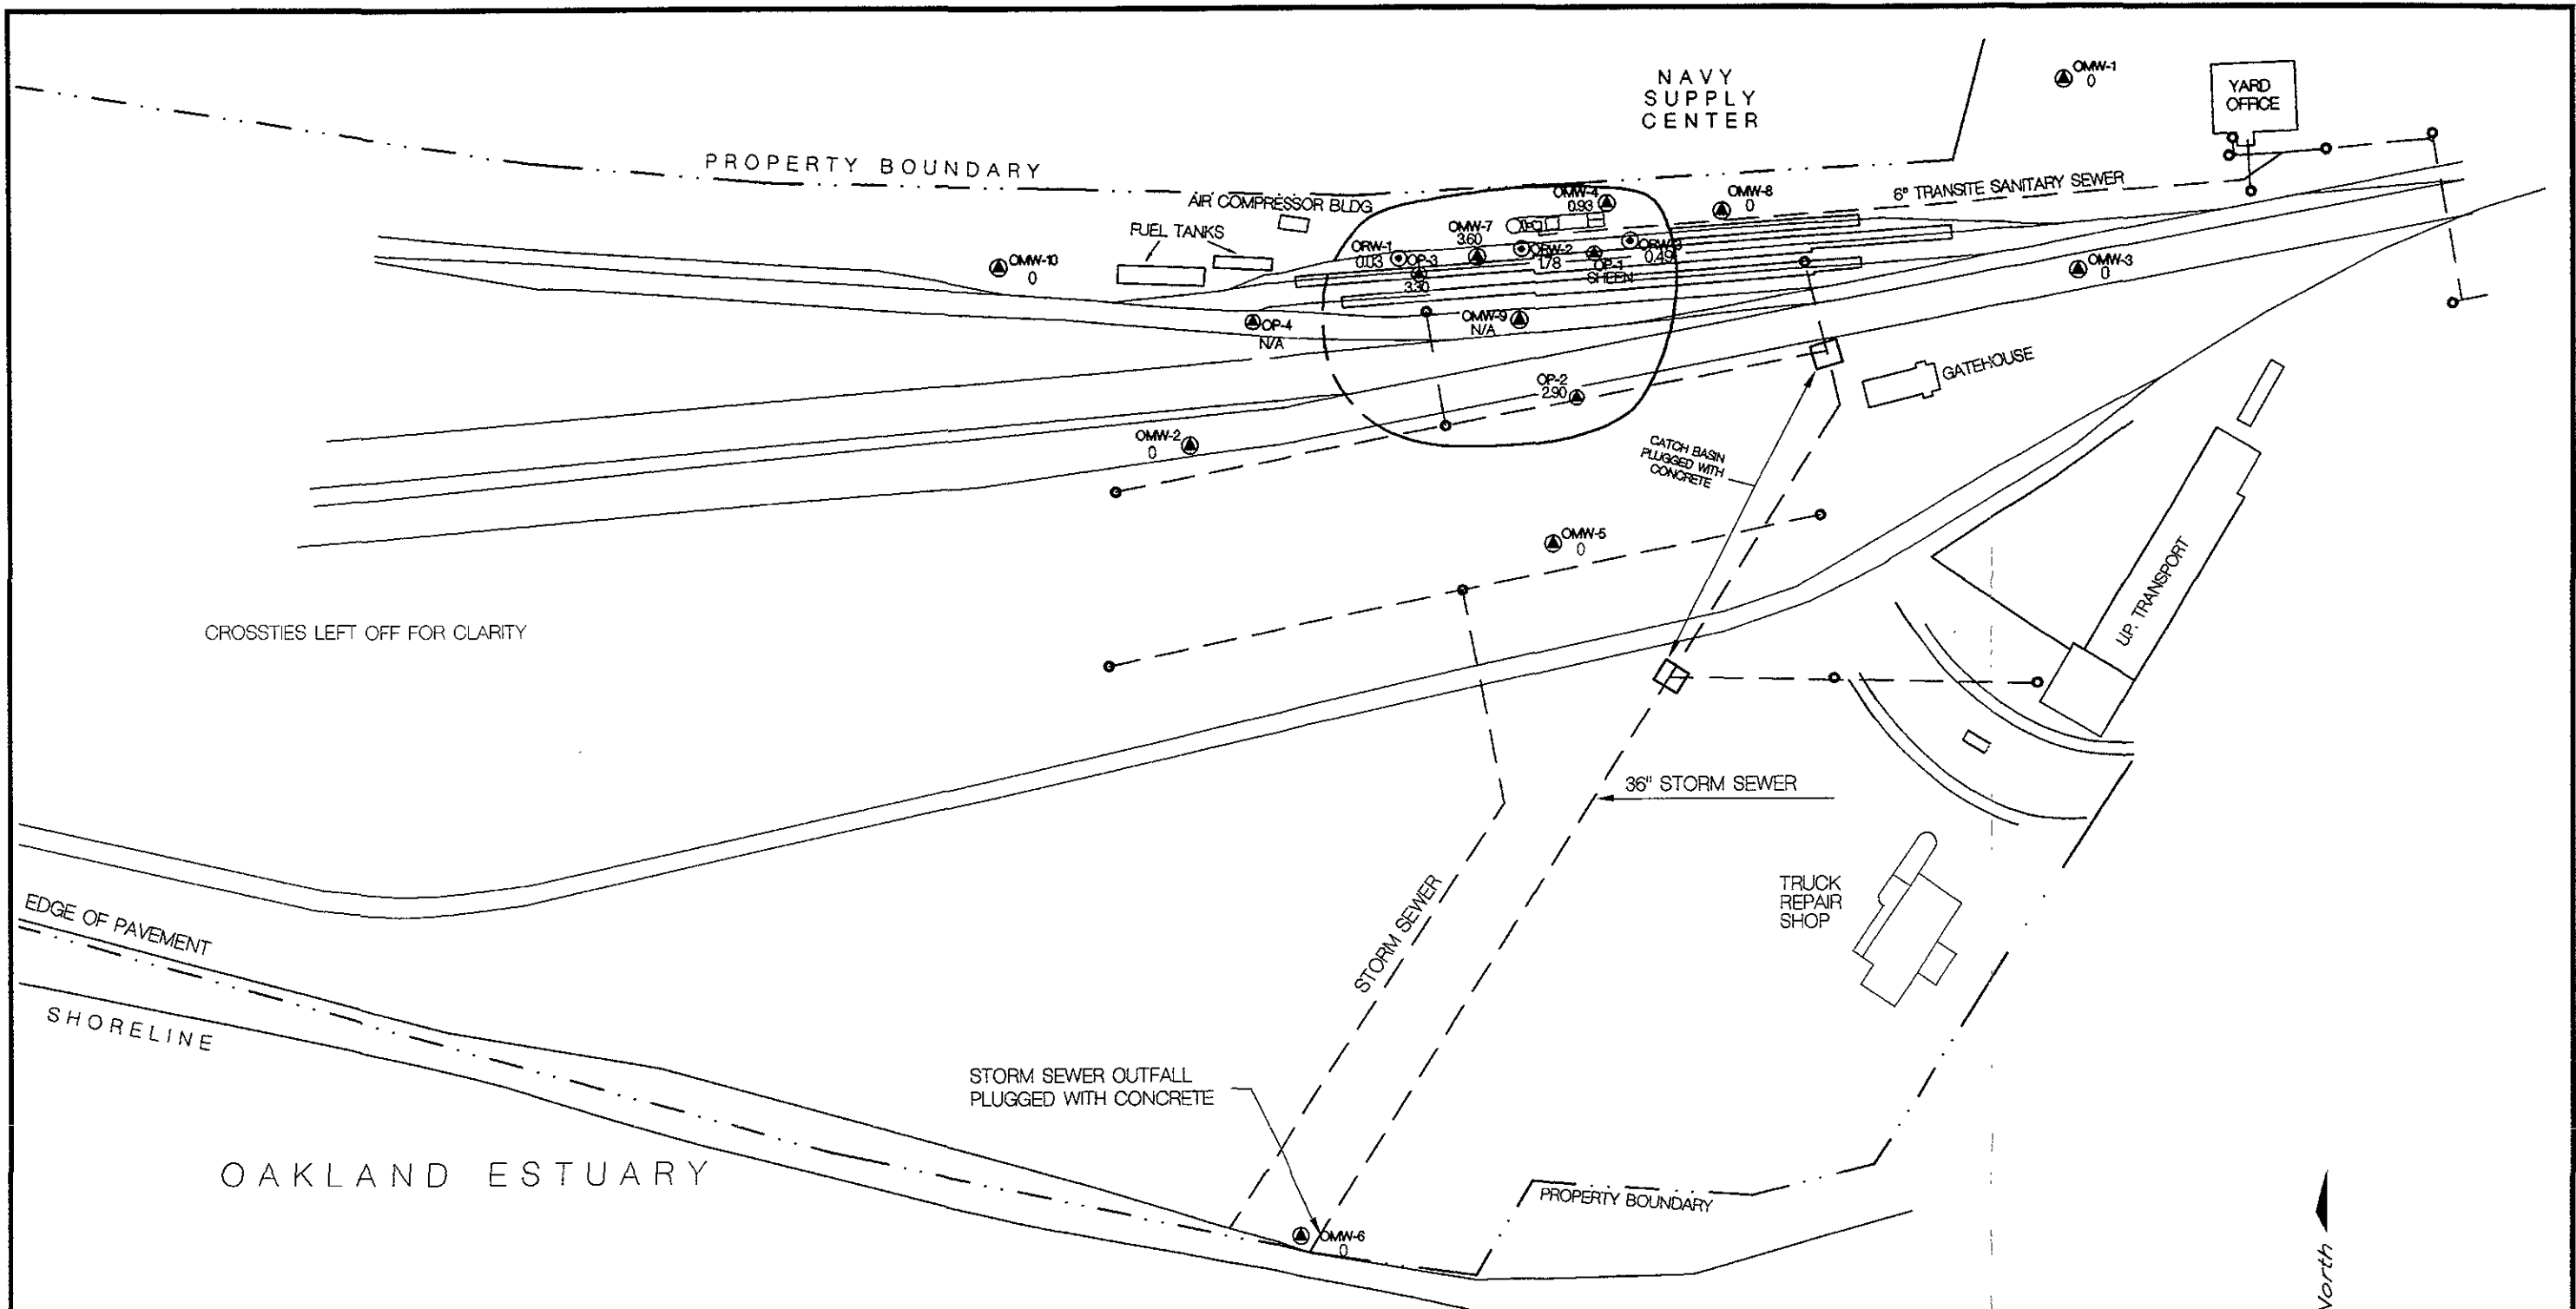 NAVY
SUPPLY
CENTER
OMW-1
0
YARD
OFFICE
PROPERTY BOUNDARY
AIR COMPRESSOR BLDG
OMW-4
0.93
OMW-8
0
6" TRANSITE SANITARY SEWER
FUEL TANKS
OMW-7
3.60
ORW-1
0.03
OP-3
3.30
ORW-2
1.78
OP-1
SHEEN
0.49
OMW-10
0
OMW-3
0
OP-4
N/A
OMW-9
N/A
GATEHOUSE
OP-2
2.90
OMW-2
0
CATCH BASIN
PLUGGED WITH
CONCRETE
OMW-5
0
U.P. TRANSPORT
CROSSTIES LEFT OFF FOR CLARITY
36" STORM SEWER
TRUCK
REPAIR
SHOP
STORM SEWER
EDGE OF PAVEMENT
SHORELINE
STORM SEWER OUTFALL
PLUGGED WITH CONCRETE
OAKLAND ESTUARY
PROPERTY BOUNDARY
OMW-6
0
North